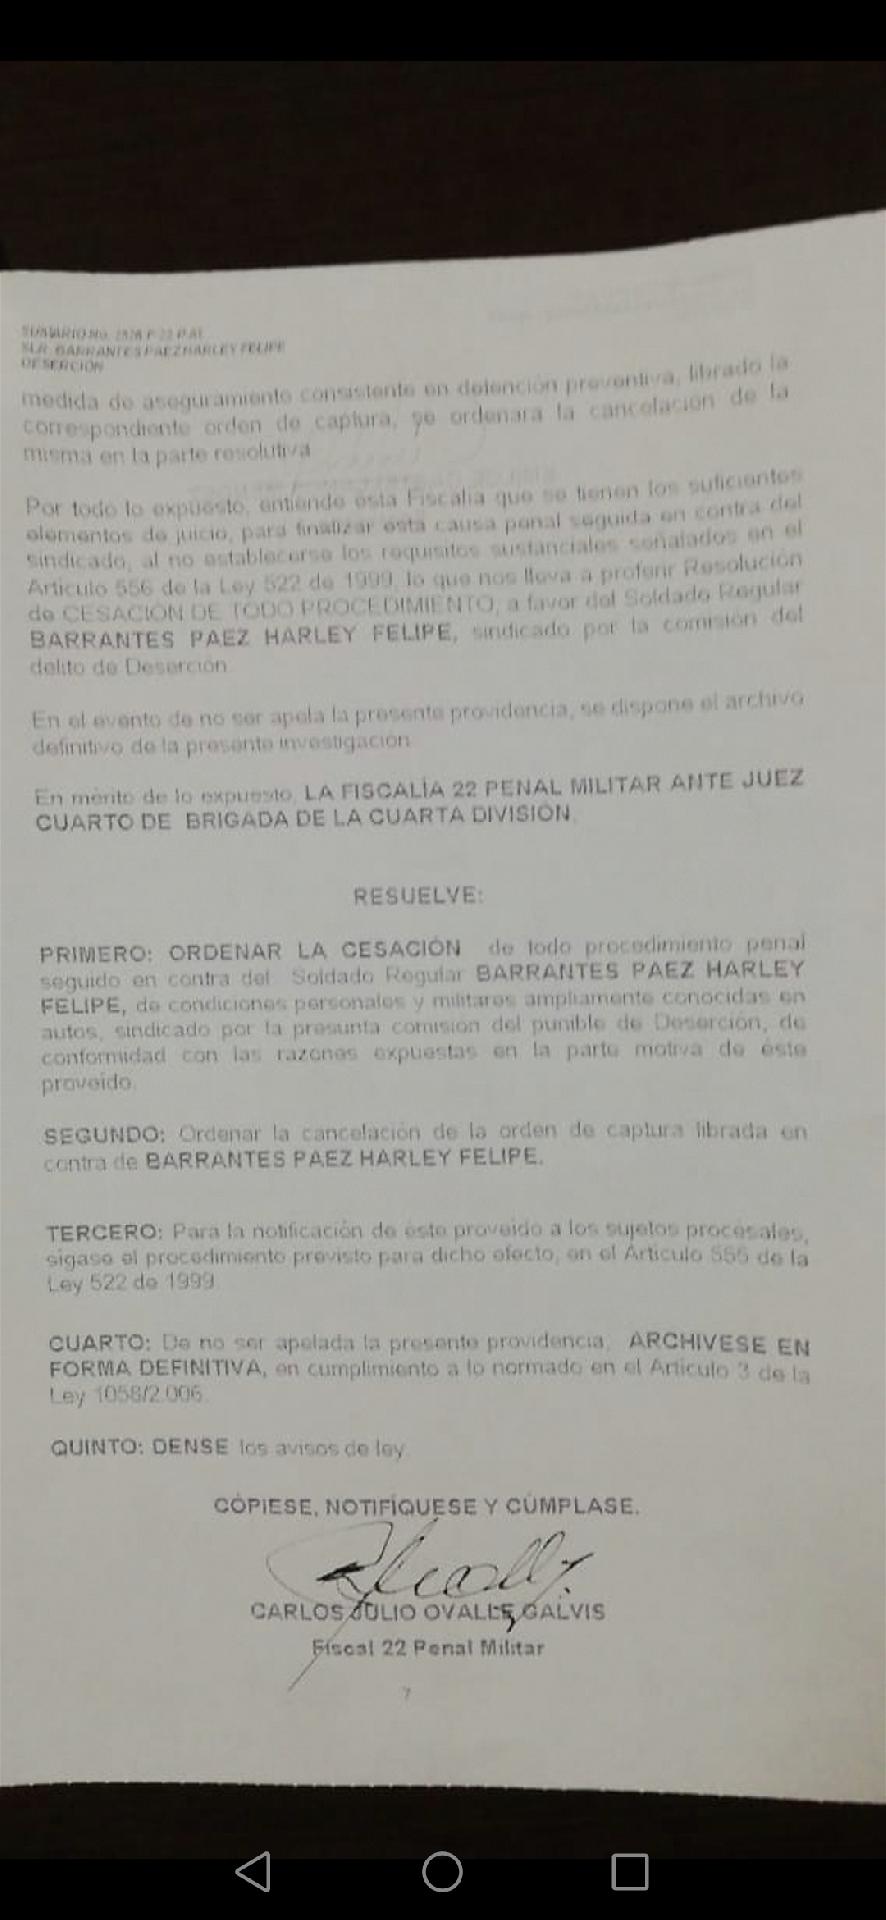 SUMARIO No.
SLR. BARRANTES PAEZ HARLEY FELIPE
DESERCIÓN
medida de aseguramiento consistente en detención preventiva, librado la
correspondiente orden de captura, se ordenara la cancelación de la
misma en la parte resolutiva
Por todo lo expuesto, entiende esta Fiscalía que se tienen los suficientes
elementos de juicio, para finalizar esta causa penal seguida en contra del
sindicado, al no establecerse los requisitos sustanciales señalados en el
Artículo 556 de la Ley 522 de 1999, lo que nos lleva a proferir Resolución
de CESACIÓN DE TODO PROCEDIMIENTO, a favor del Soldado Regular
BARRANTES PAEZ HARLEY FELIPE, sindicado por la comisión del
delito de Deserción
En el evento de no ser apela la presente providencia, se dispone el archivo
definitivo de la presente investigación
En mérito de lo expuesto, LA FISCALÍA 22 PENAL MILITAR ANTE JUEZ
CUARTO DE BRIGADA DE LA CUARTA DIVISIÓN,
RESUELVE:
PRIMERO: ORDENAR LA CESACIÓN de todo procedimiento penal
seguido en contra del Soldado Regular BARRANTES PAEZ HARLEY
FELIPE, de condiciones personales y militares ampliamente conocidas en
autos, sindicado por la presunta comisión del punible de Deserción, de
conformidad con las razones expuestas en la parte motiva de éste
proveído.
SEGUNDO: Ordenar la cancelación de la orden de captura librada en
contra de BARRANTES PAEZ HARLEY FELIPE.
TERCERO: Para la notificación de éste proveído a los sujetos procesales,
sígase el procedimiento previsto para dicho efecto, en el Artículo de la
Ley 522 de 1999.
CUARTO: De no ser apelada la presente providencia, ARCHIVESE EN
FORMA DEFINITIVA, en cumplimiento a lo normado en el Artículo 3 de la
Ley 1058/2.006.
QUINTO: DENSE los avisos de ley.
CÓPIESE, NOTIFÍQUESE Y CÚMPLASE.
CARLOS JULIO OVALLE GALVIS
Fiscal 22 Penal Militar
7